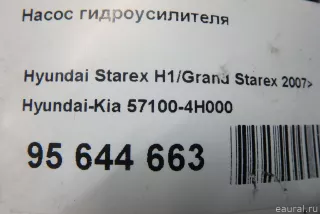 Насос гидроусилителя
Hyundai Starex H1/Grand Starex 2007>
Hyundai-Kia 57100-4H000
95 644 663
eaural.ru